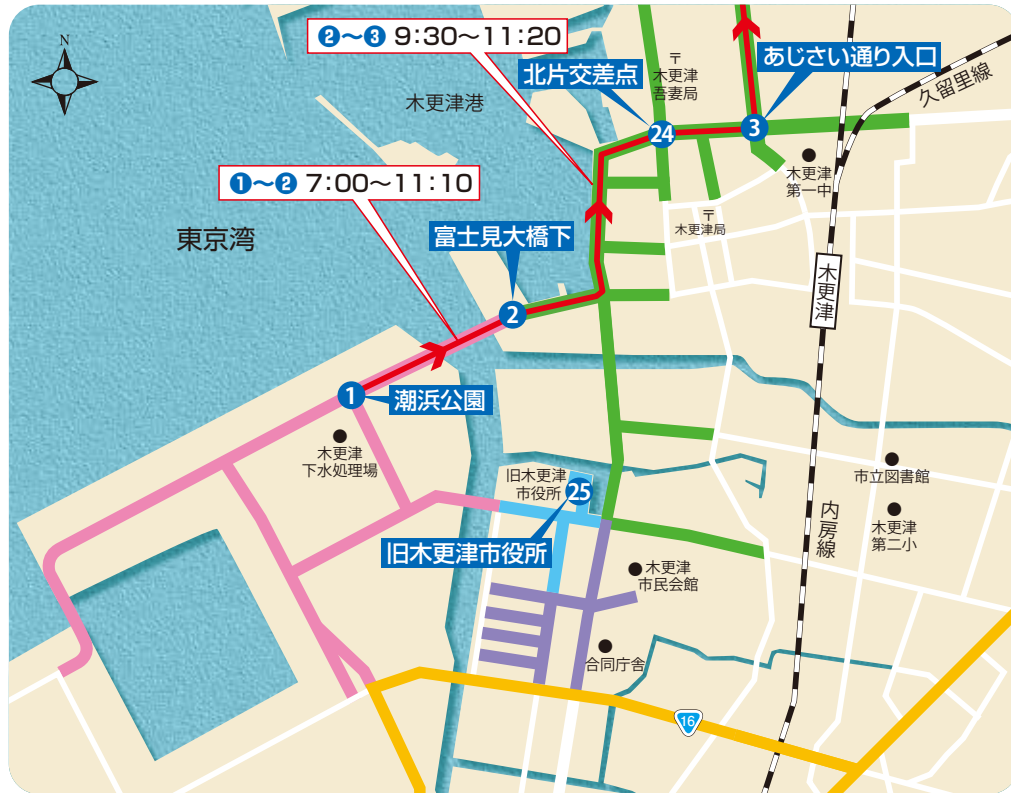 N
❷〜❸ 9:30〜11:20
〒
木更津
吾妻局
北片交差点
あじさい通り入口
久留里線
木更津港
24
3
木更津
第一中
❶〜❷ 7:00〜11:10
〒
木更津局
東京湾
富士見大橋下
木更津
2
1
潮浜公園
木更津
下水処理場
旧木更津
市役所
25
市立図書館
木更津
第二小
内房線
旧木更津市役所
木更津
市民会館
合同庁舎
16